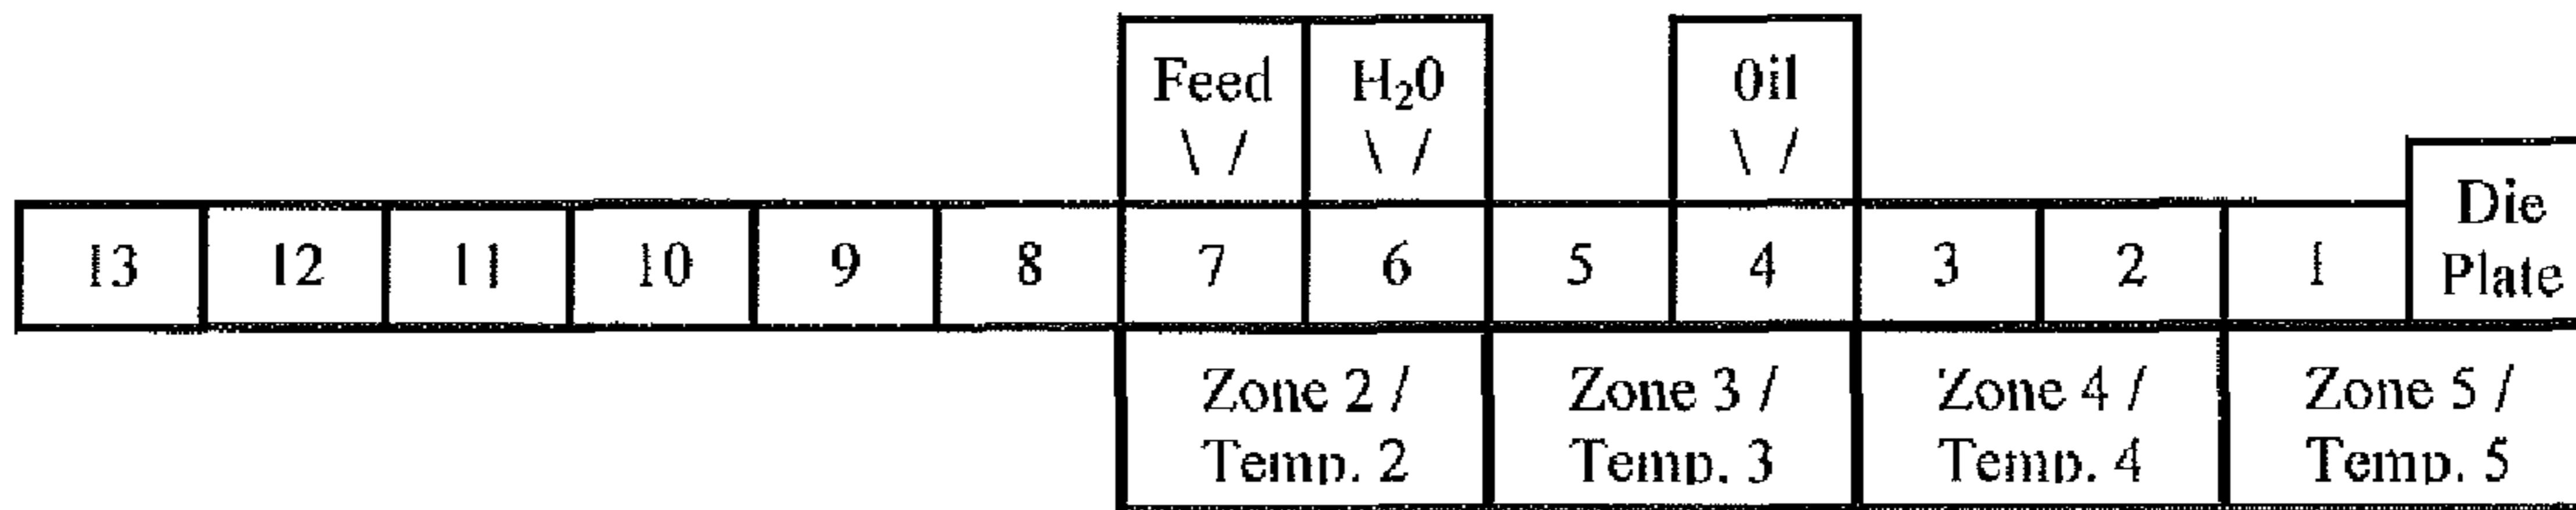 Feed H₂0 0il
\ / \ / \ /
Die
Plate
13 12 11 10 9 8 7 6 5 4 3 2 1
Zone 2 / Zone 3 / Zone 4 / Zone 5 /
Temp. 2 Temp. 3 Temp. 4 Temp. 5